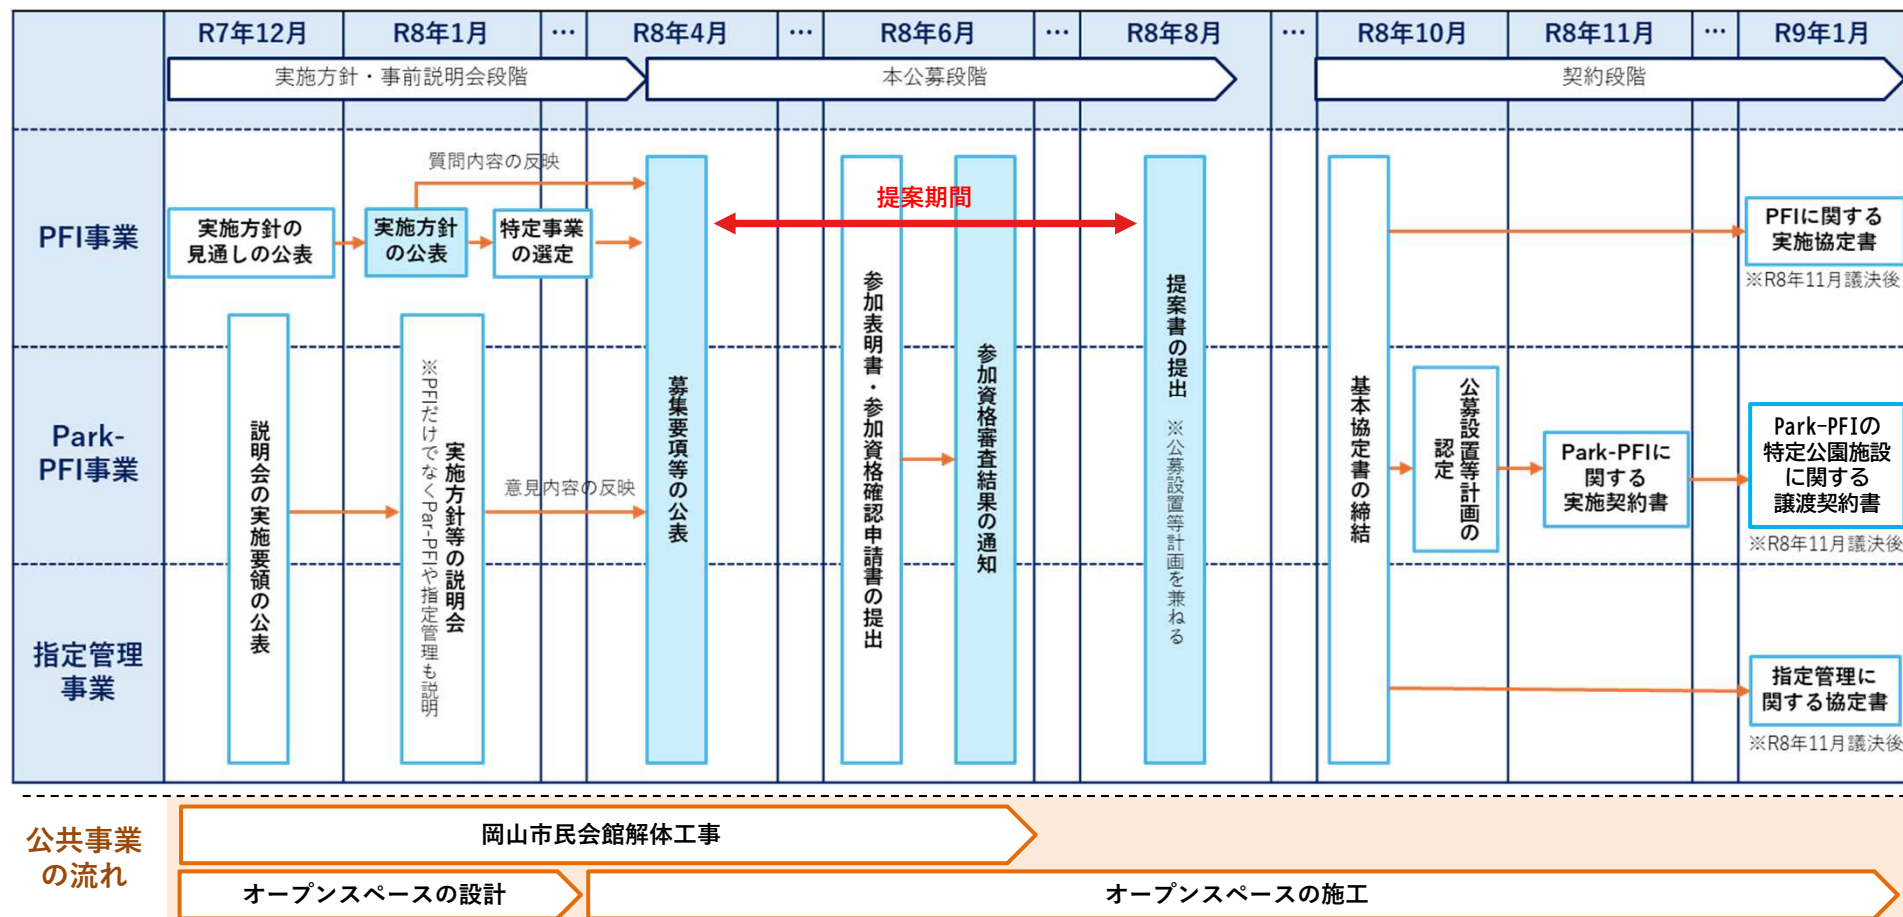 R7年12月
R8年1月
…
R8年4月
…
R8年6月
…
R8年8月
…
R8年10月
R8年11月
…
R9年1月
実施方針・事前説明会段階
本公募段階
契約段階
PFI事業
質問内容の反映
実施方針の
見通しの公表
実施方針
の公表
特定事業
の選定
提案期間
PFIに関する
実施協定書
※R8年11月議決後
Park-
PFI事業
説明会の実施要領の公表
実施方針等の説明会
※PFIだけでなくPar-PFIや指定管理も説明
意見内容の反映
募集要項等の公表
参加表明書・参加資格確認申請書の提出
参加資格審査結果の通知
提案書の提出 ※公募設置等計画を兼ねる
基本協定書の締結
公募設置等計画の
認定
Park-PFIに
関する
実施契約書
Park-PFIの
特定公園施設
に関する
譲渡契約書
※R8年11月議決後
指定管理
事業
指定管理に
関する協定書
※R8年11月議決後
公共事業
の流れ
岡山市民会館解体工事
オープンスペースの設計
オープンスペースの施工